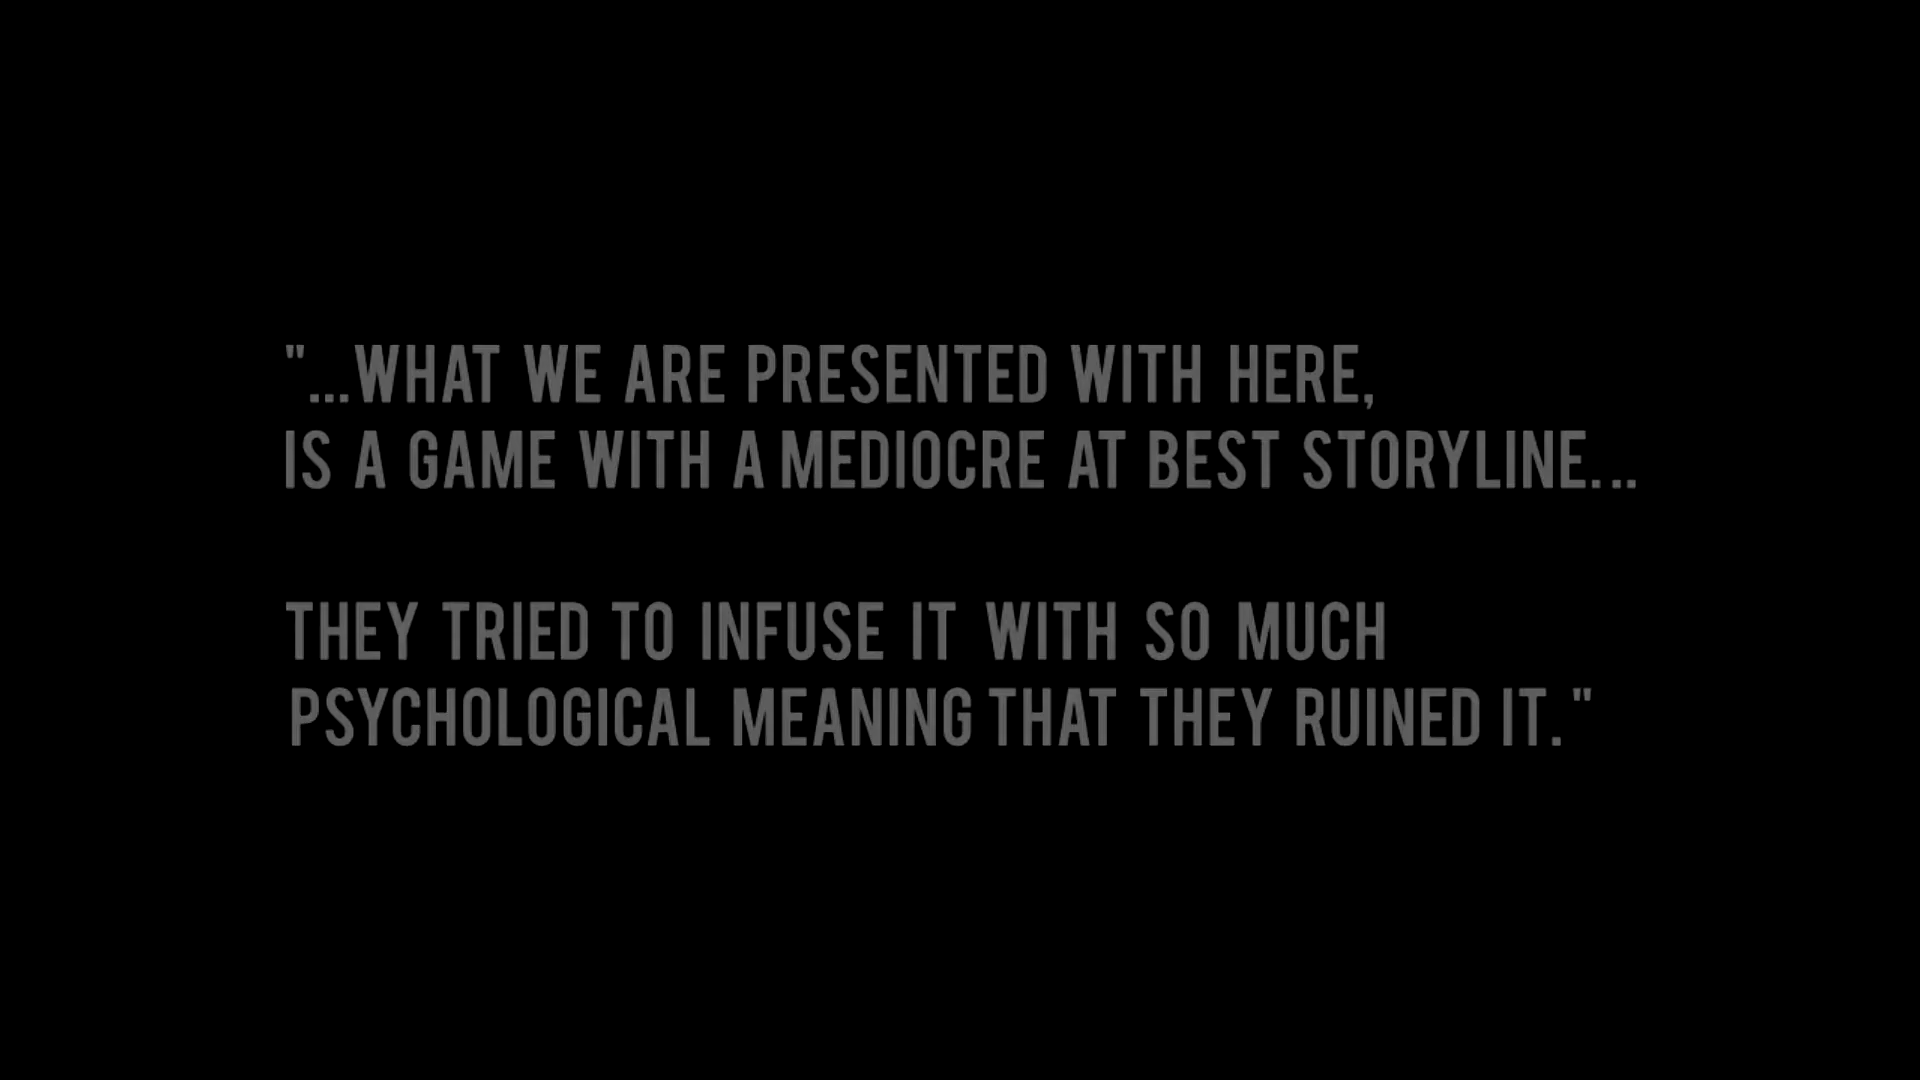 "...WHAT WE ARE PRESENTED WITH HERE,
IS A GAME WITH A MEDIOCRE AT BEST STORYLINE...
THEY TRIED TO INFUSE IT WITH SO MUCH
PSYCHOLOGICAL MEANING THAT THEY RUINED IT."